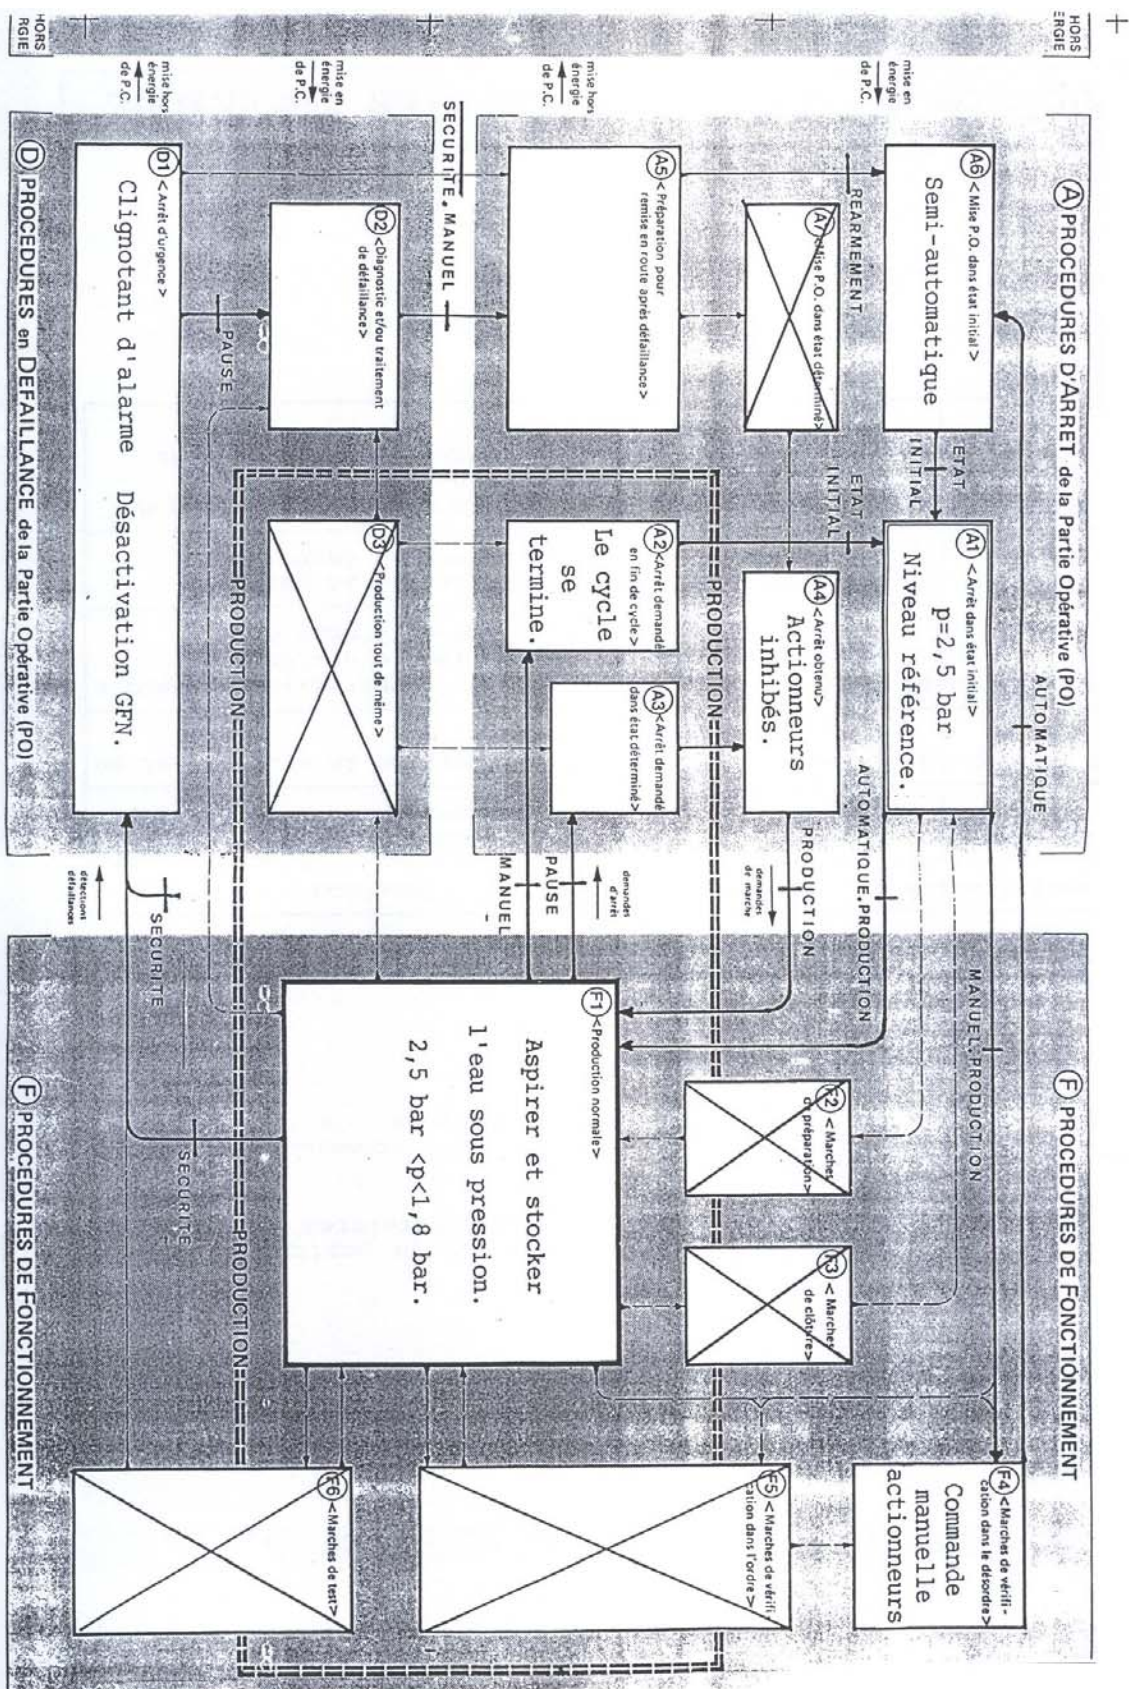 HORS
ERGIE
mise en
énergie
de P.C.
mise hors
énergie
de P.C.
mise en
énergie
de P.C.
mise hors
énergie
de P.C.
HORS
RGIE
A PROCEDURES D'ARRET de la Partie Opérative (PO)
A6 <Mise P.O. dans état initial>
Semi-automatique
ETAT
INITIAL
A1 <Arrêt dans état initial>
p=2,5 bar
Niveau référence.
AUTOMATIQUE
REARMEMENT
A7 <Mise P.O. dans état déterminé>
A4 <Arrêt obtenu>
Actionneurs
inhibés.
ETAT
INITIAL
A5 <Préparation pour
remise en route après défaillance>
A2 <Arrêt demandé
en fin de cycle>
Le cycle
se
termine.
A3 <Arrêt demandé
dans état déterminé>
PRODUCTION
SECURITE.MANUEL
D2 <Diagnostic et/ou traitement
de défaillance>
D3 <Production tout de même>
PRODUCTION
PAUSE
D1 <Arrêt d'urgence>
Clignotant d'alarme Désactivation GFN.
D PROCEDURES en DEFAILLANCE de la Partie Opérative (PO)
AUTOMATIQUE.PRODUCTION
PRODUCTION
demandes
de marche
demandes
d'arrêt
PAUSE
MANUEL
SECURITE
détections
défaillances
F PROCEDURES DE FONCTIONNEMENT
MANUEL.PRODUCTION
F4 <Marches de vérifi-
cation dans le désordre>
Commande
manuelle
actionneurs
F2 <Marches
de préparation>
F3 <Marches
de clôture>
F5 <Marches de vérifi
cation dans l'ordre>
F1 <Production normale>
Aspirer et stocker
l'eau sous pression.
2,5 bar <p<1,8 bar.
PRODUCTION
SECURITE
F6 <Marches de test>
F PROCEDURES DE FONCTIONNEMENT